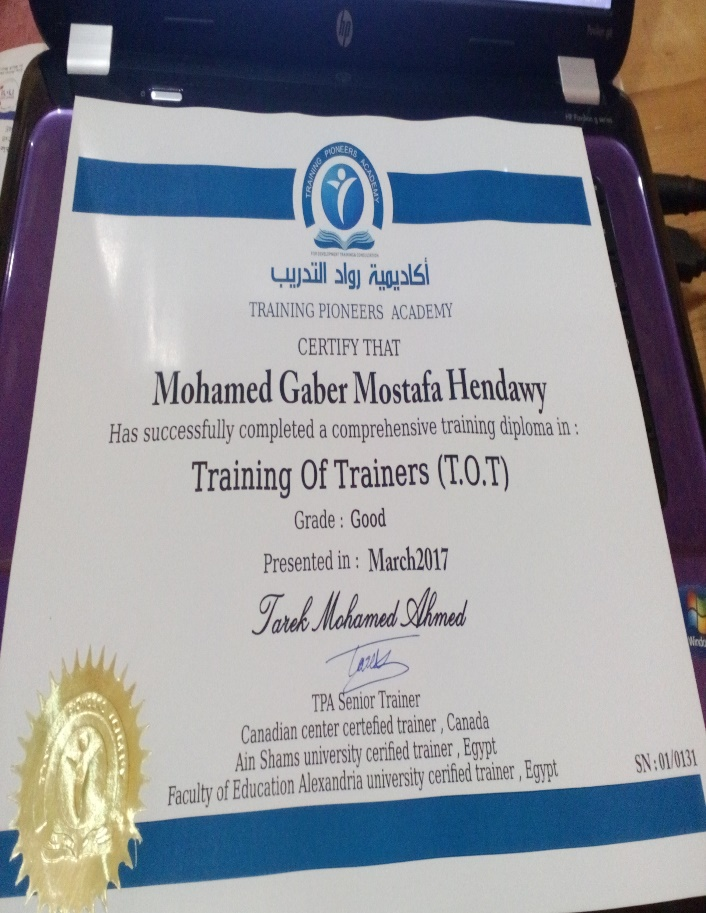 hp
TRAINING PIONEERS ACADEMY
أكاديمية رواد التدريب
TRAINING PIONEERS ACADEMY
CERTIFY THAT
Mohamed Gaber Mostafa Hendawy
Has successfully completed a comprehensive training diploma in :
Training Of Trainers (T.O.T)
Grade : Good
Presented in : March2017
Tarek Mohamed Ahmed
Tarek
TPA Senior Trainer
Canadian center certefied trainer , Canada
Ain Shams university cerified trainer , Egypt
Faculty of Education Alexandria university cerified trainer , Egypt
SN : 01/0131